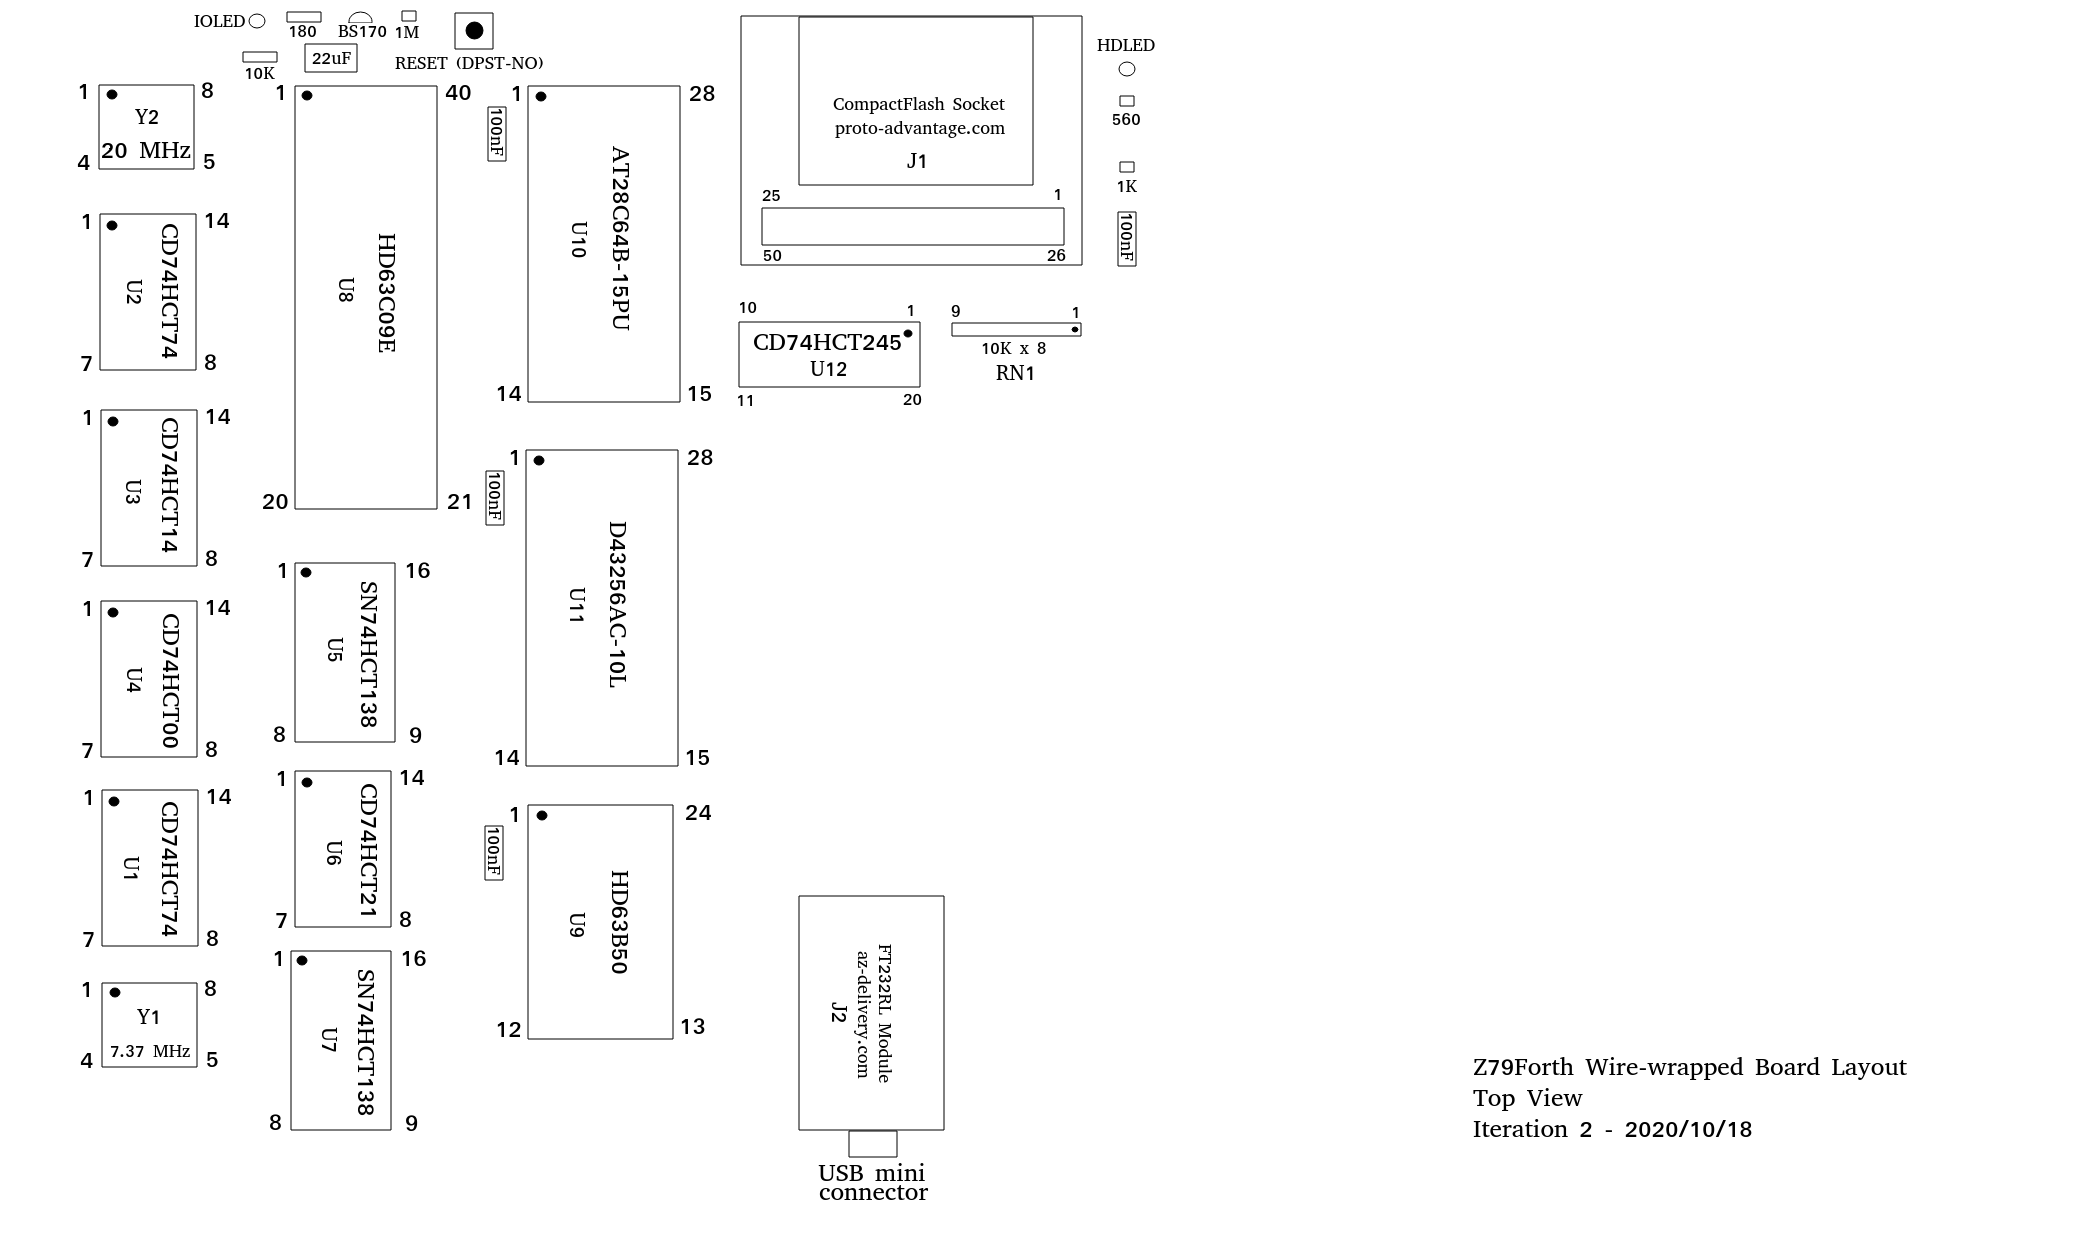 IOLED
180
BS170
1M
10K
22uF
RESET (DPST-NO)
1
8
Y2
20 MHz
4
5
1
14
CD74HCT74
U2
7
8
1
14
CD74HCT14
U3
7
8
1
14
CD74HCT00
U4
7
8
1
14
CD74HCT74
U1
7
8
1
8
Y1
7.37 MHz
4
5
1
40
HD63C09E
U8
20
21
1
16
SN74HCT138
U5
8
9
1
14
CD74HCT21
U6
7
8
1
16
SN74HCT138
U7
8
9
100nF
1
28
AT28C64B-15PU
U10
14
15
100nF
1
28
D43256AC-10L
U11
14
15
100nF
1
24
HD63B50
U9
12
13
CompactFlash Socket
proto-advantage.com
J1
25
1
50
26
HDLED
560
1K
100nF
10
1
CD74HCT245
U12
11
20
9
1
10K x 8
RN1
FT232RL Module
az-delivery.com
J2
USB mini
connector
Z79Forth Wire-wrapped Board Layout
Top View
Iteration 2 - 2020/10/18